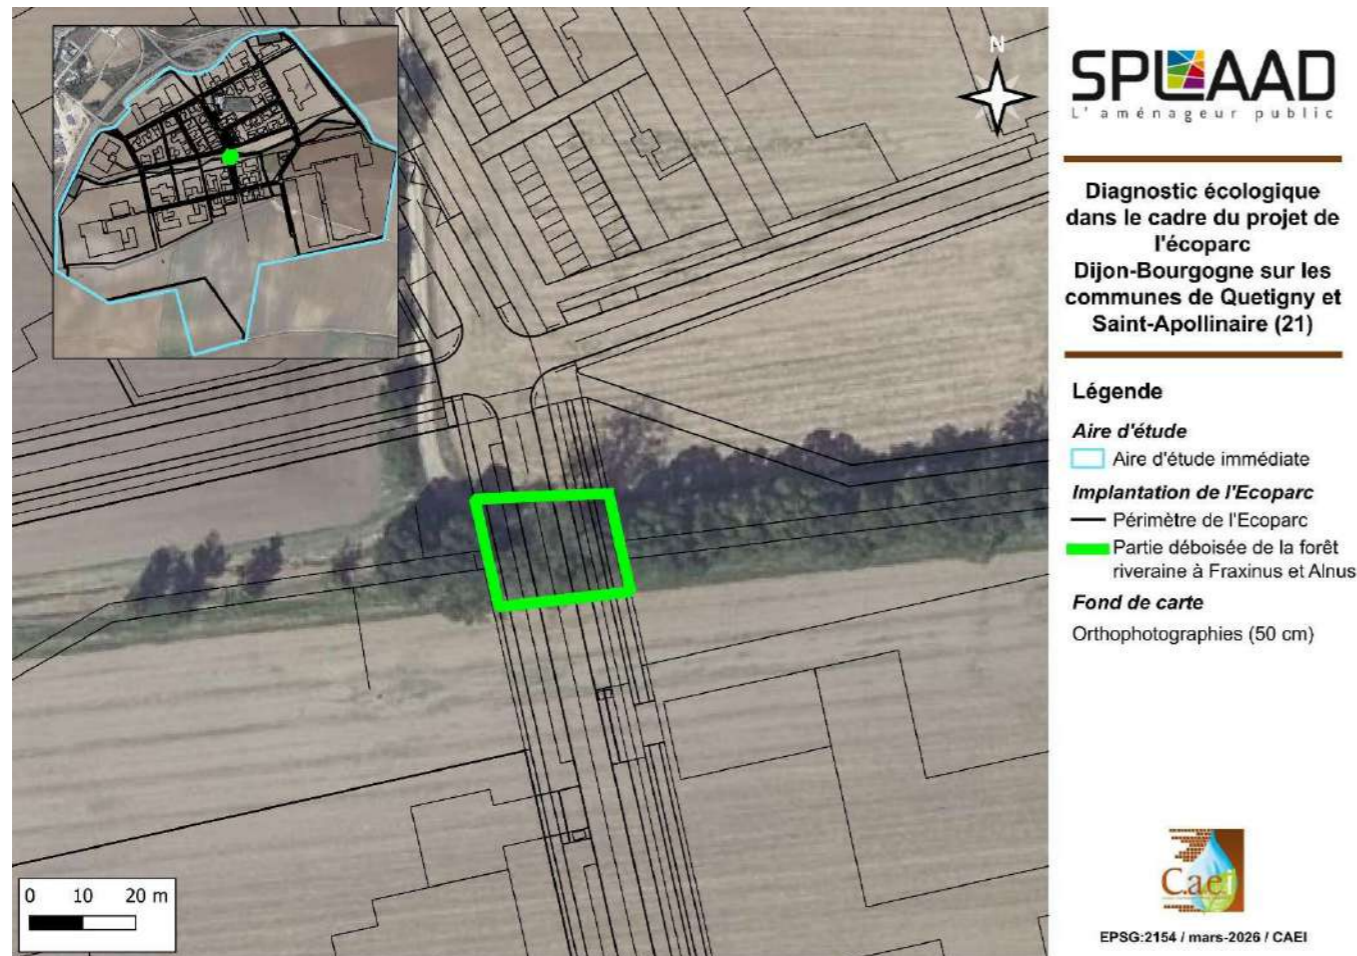 N
0 10 20 m
SPLAAD
L'aménageur public
Diagnostic écologique
dans le cadre du projet de
l'écoparc
Dijon-Bourgogne sur les
communes de Quetigny et
Saint-Apollinaire (21)
Légende
Aire d'étude
Aire d'étude immédiate
Implantation de l'Ecoparc
Périmètre de l'Ecoparc
Partie déboisée de la forêt
riveraine à Fraxinus et Alnus
Fond de carte
Orthophotographies (50 cm)
C.a.e.i
EPSG:2154 / mars-2026 / CAEI